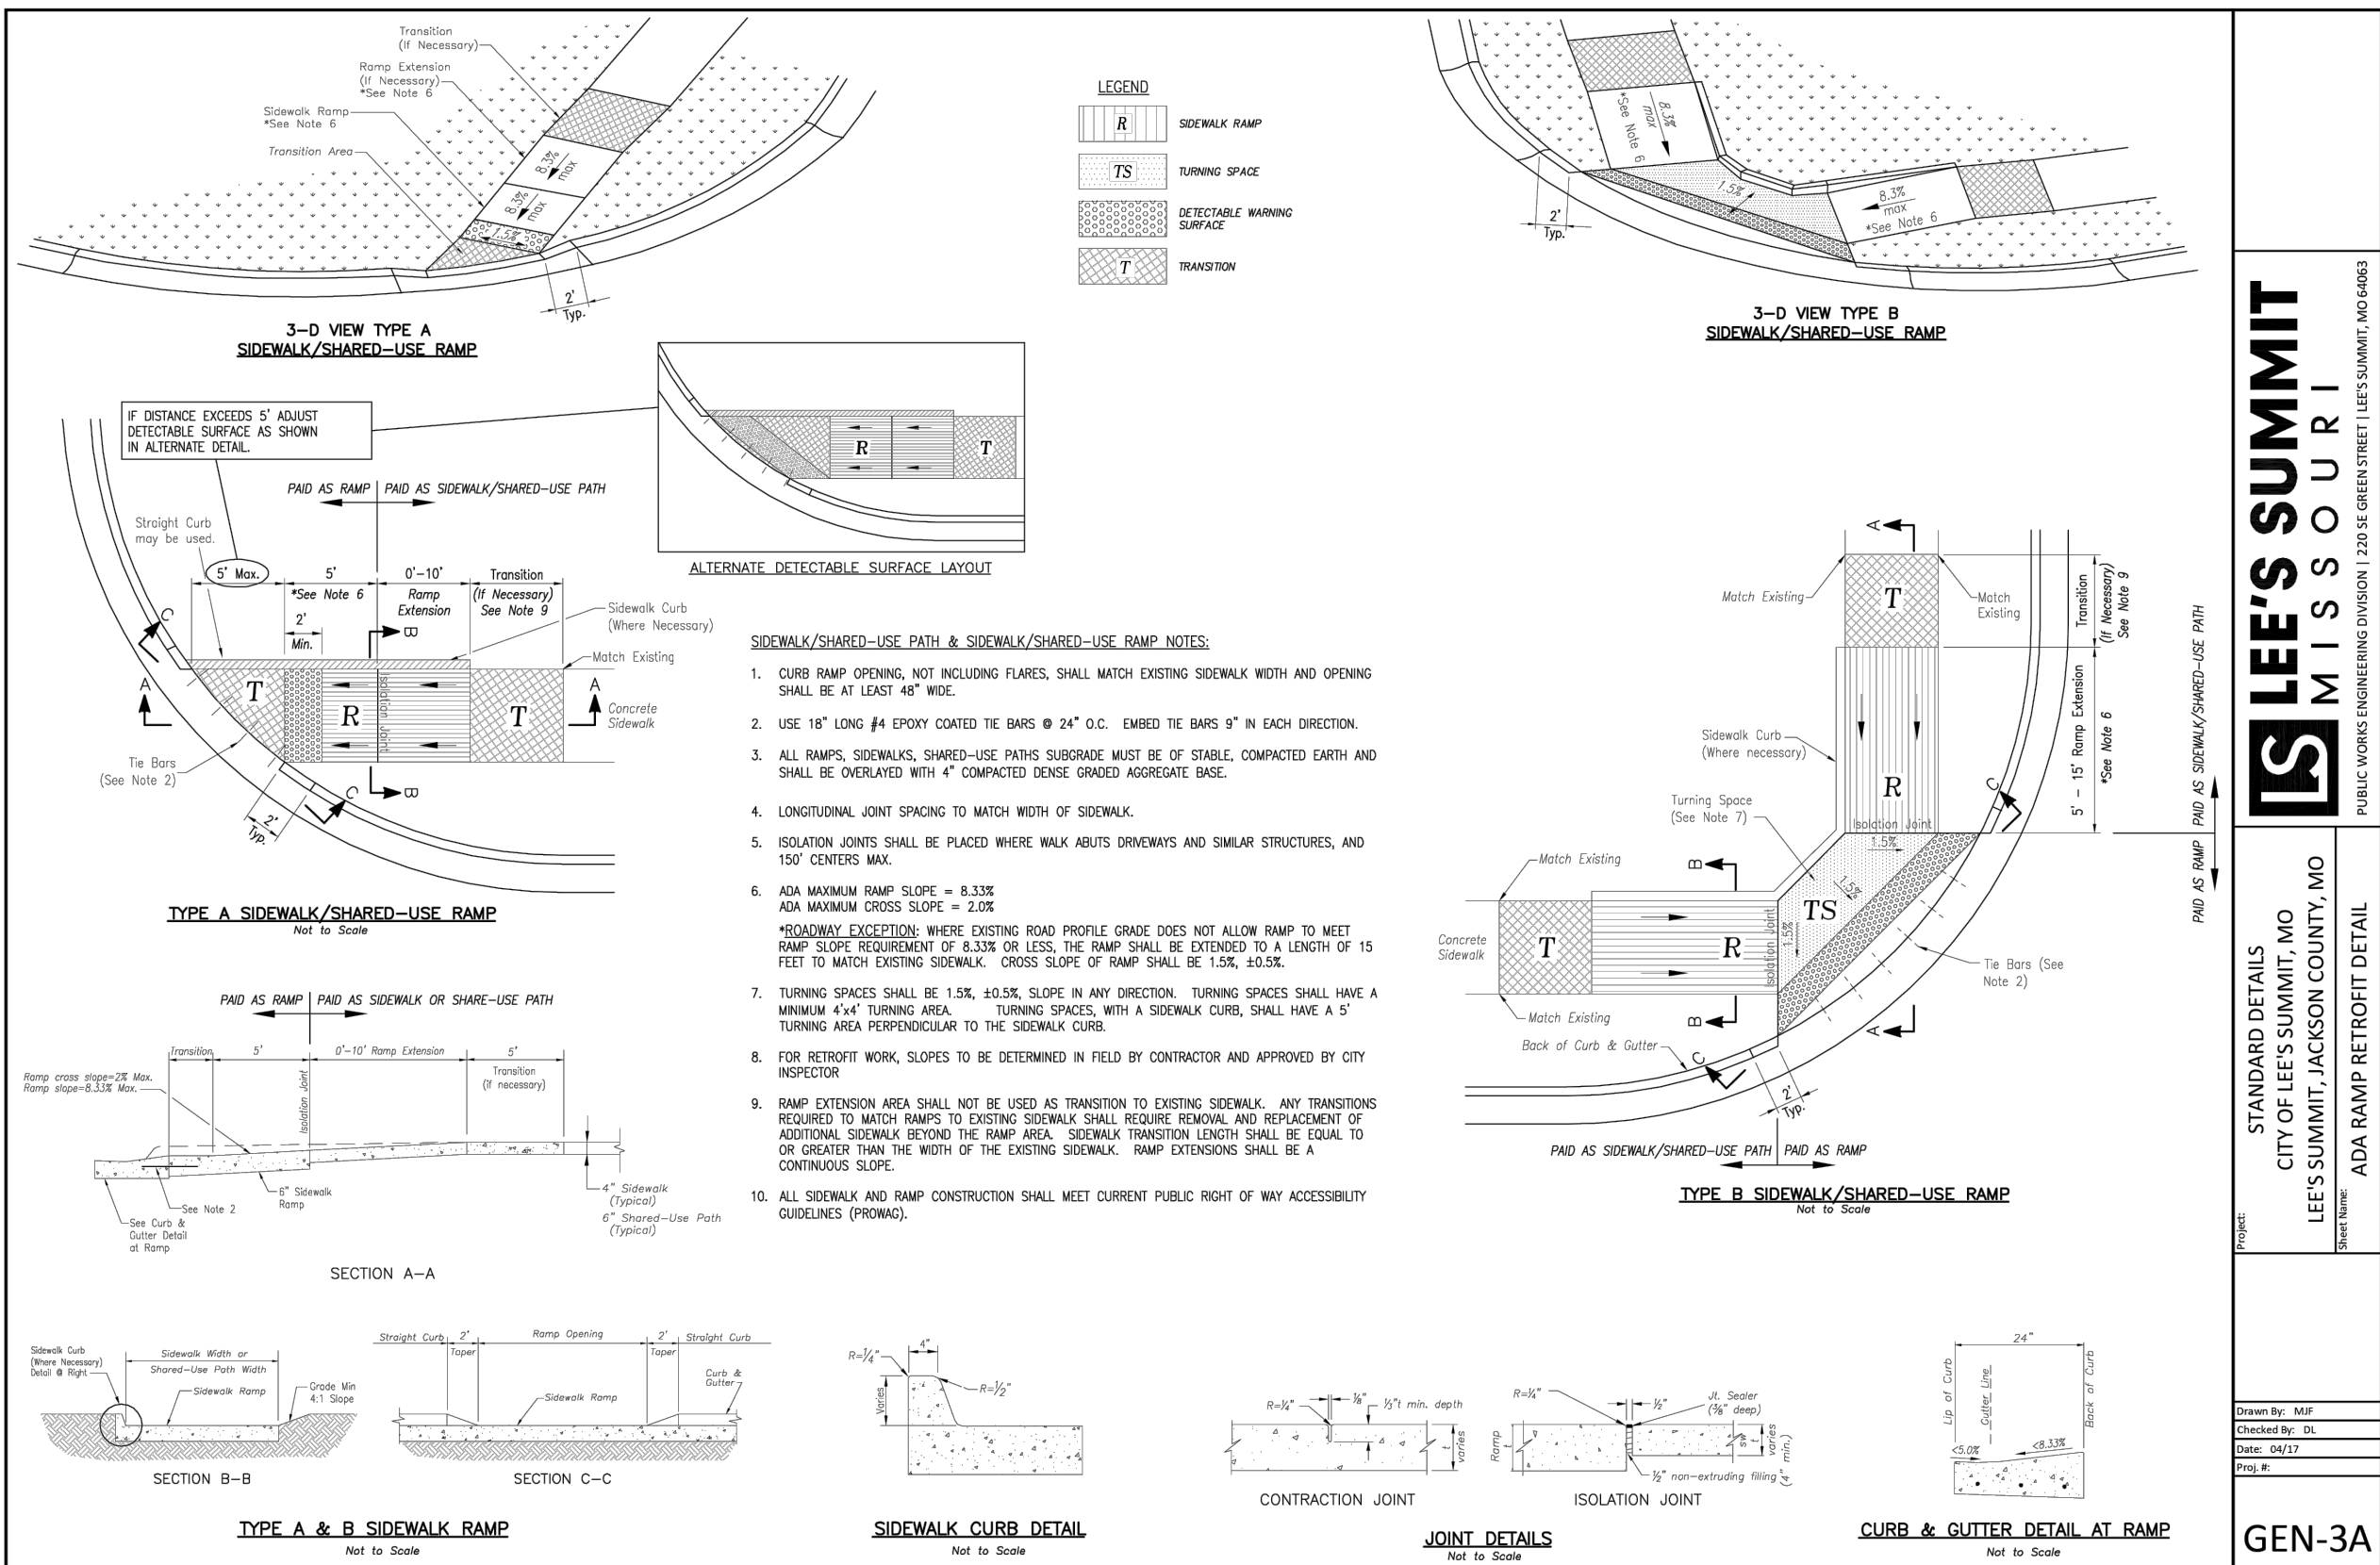 Transition
(If Necessary)
Ramp Extension
(If Necessary)
*See Note 6
Sidewalk Ramp
*See Note 6
Transition Area
8.3%
max
8.3%
max
1.5%
2'
Typ.
3-D VIEW TYPE A
SIDEWALK/SHARED-USE RAMP
LEGEND
R
SIDEWALK RAMP
TS
TURNING SPACE
DETECTABLE WARNING
SURFACE
T
TRANSITION
8.3%
max
*See Note 6
1.5%
8.3%
max
*See Note 6
2'
Typ.
3-D VIEW TYPE B
SIDEWALK/SHARED-USE RAMP
IF DISTANCE EXCEEDS 5' ADJUST
DETECTABLE SURFACE AS SHOWN
IN ALTERNATE DETAIL.
R
T
ALTERNATE DETECTABLE SURFACE LAYOUT
PAID AS RAMP
PAID AS SIDEWALK/SHARED-USE PATH
Straight Curb
may be used.
5' Max.
5'
*See Note 6
2'
Min.
0'-10'
Ramp
Extension
Transition
(If Necessary)
See Note 9
Sidewalk Curb
(Where Necessary)
Match Existing
C
B
A
T
R
Isolation Joint
T
A
Concrete
Sidewalk
Tie Bars
(See Note 2)
C
B
2'
Typ.
TYPE A SIDEWALK/SHARED-USE RAMP
Not to Scale
PAID AS RAMP
PAID AS SIDEWALK OR SHARE-USE PATH
Transition
5'
0'-10' Ramp Extension
5'
Transition
(if necessary)
Ramp cross slope=2% Max.
Ramp slope=8.33% Max.
Isolation Joint
See Note 2
6" Sidewalk
Ramp
See Curb &
Gutter Detail
at Ramp
4" Sidewalk
(Typical)
6" Shared-Use Path
(Typical)
SECTION A-A
SIDEWALK/SHARED-USE PATH & SIDEWALK/SHARED-USE RAMP NOTES:
1. CURB RAMP OPENING, NOT INCLUDING FLARES, SHALL MATCH EXISTING SIDEWALK WIDTH AND OPENING
SHALL BE AT LEAST 48" WIDE.
2. USE 18" LONG #4 EPOXY COATED TIE BARS @ 24" O.C. EMBED TIE BARS 9" IN EACH DIRECTION.
3. ALL RAMPS, SIDEWALKS, SHARED-USE PATHS SUBGRADE MUST BE OF STABLE, COMPACTED EARTH AND
SHALL BE OVERLAYED WITH 4" COMPACTED DENSE GRADED AGGREGATE BASE.
4. LONGITUDINAL JOINT SPACING TO MATCH WIDTH OF SIDEWALK.
5. ISOLATION JOINTS SHALL BE PLACED WHERE WALK ABUTS DRIVEWAYS AND SIMILAR STRUCTURES, AND
150' CENTERS MAX.
6. ADA MAXIMUM RAMP SLOPE = 8.33%
ADA MAXIMUM CROSS SLOPE = 2.0%
*ROADWAY EXCEPTION: WHERE EXISTING ROAD PROFILE GRADE DOES NOT ALLOW RAMP TO MEET
RAMP SLOPE REQUIREMENT OF 8.33% OR LESS, THE RAMP SHALL BE EXTENDED TO A LENGTH OF 15
FEET TO MATCH EXISTING SIDEWALK. CROSS SLOPE OF RAMP SHALL BE 1.5%, ±0.5%.
7. TURNING SPACES SHALL BE 1.5%, ±0.5%, SLOPE IN ANY DIRECTION. TURNING SPACES SHALL HAVE A
MINIMUM 4'x4' TURNING AREA. TURNING SPACES, WITH A SIDEWALK CURB, SHALL HAVE A 5'
TURNING AREA PERPENDICULAR TO THE SIDEWALK CURB.
8. FOR RETROFIT WORK, SLOPES TO BE DETERMINED IN FIELD BY CONTRACTOR AND APPROVED BY CITY
INSPECTOR
9. RAMP EXTENSION AREA SHALL NOT BE USED AS TRANSITION TO EXISTING SIDEWALK. ANY TRANSITIONS
REQUIRED TO MATCH RAMPS TO EXISTING SIDEWALK SHALL REQUIRE REMOVAL AND REPLACEMENT OF
ADDITIONAL SIDEWALK BEYOND THE RAMP AREA. SIDEWALK TRANSITION LENGTH SHALL BE EQUAL TO
OR GREATER THAN THE WIDTH OF THE EXISTING SIDEWALK. RAMP EXTENSIONS SHALL BE A
CONTINUOUS SLOPE.
10. ALL SIDEWALK AND RAMP CONSTRUCTION SHALL MEET CURRENT PUBLIC RIGHT OF WAY ACCESSIBILITY
GUIDELINES (PROWAG).
A
Match Existing
T
Match
Existing
Transition
(If Necessary)
See Note 9
Sidewalk Curb
(Where necessary)
R
5' - 15' Ramp Extension
*See Note 6
PAID AS SIDEWALK/SHARED-USE PATH
PAID AS RAMP
C
Turning Space
(See Note 7)
Isolation Joint
1.5%
1.5%
1.5%
TS
Match Existing
B
Concrete
Sidewalk
T
R
Isolation Joint
Tie Bars (See
Note 2)
Match Existing
B
A
Back of Curb & Gutter
C
2'
Typ.
PAID AS SIDEWALK/SHARED-USE PATH
PAID AS RAMP
TYPE B SIDEWALK/SHARED-USE RAMP
Not to Scale
Sidewalk Curb
(Where Necessary)
Detail @ Right
Sidewalk Width or
Shared-Use Path Width
Sidewalk Ramp
Grade Min
4:1 Slope
SECTION B-B
Straight Curb
2'
Taper
Ramp Opening
2'
Taper
Straight Curb
Curb &
Gutter
Sidewalk Ramp
SECTION C-C
TYPE A & B SIDEWALK RAMP
Not to Scale
4"
R=¼"
R=½"
Varies
SIDEWALK CURB DETAIL
Not to Scale
R=¼"
⅛"
⅓"t min. depth
t
varies
CONTRACTION JOINT
R=¼"
½"
Jt. Sealer
(⅜" deep)
Ramp
t
sw
t
varies
(4" min.)
½" non-extruding filling
ISOLATION JOINT
JOINT DETAILS
Not to Scale
24"
Lip of Curb
Gutter Line
Back of Curb
<5.0%
<8.33%
CURB & GUTTER DETAIL AT RAMP
Not to Scale
LS
LEE'S SUMMIT
MISSOURI
PUBLIC WORKS ENGINEERING DIVISION | 220 SE GREEN STREET | LEE'S SUMMIT, MO 64063
Project:
STANDARD DETAILS
CITY OF LEE'S SUMMIT, MO
LEE'S SUMMIT, JACKSON COUNTY, MO
Sheet Name:
ADA RAMP RETROFIT DETAIL
Drawn By: MJF
Checked By: DL
Date: 04/17
Proj. #:
GEN-3A